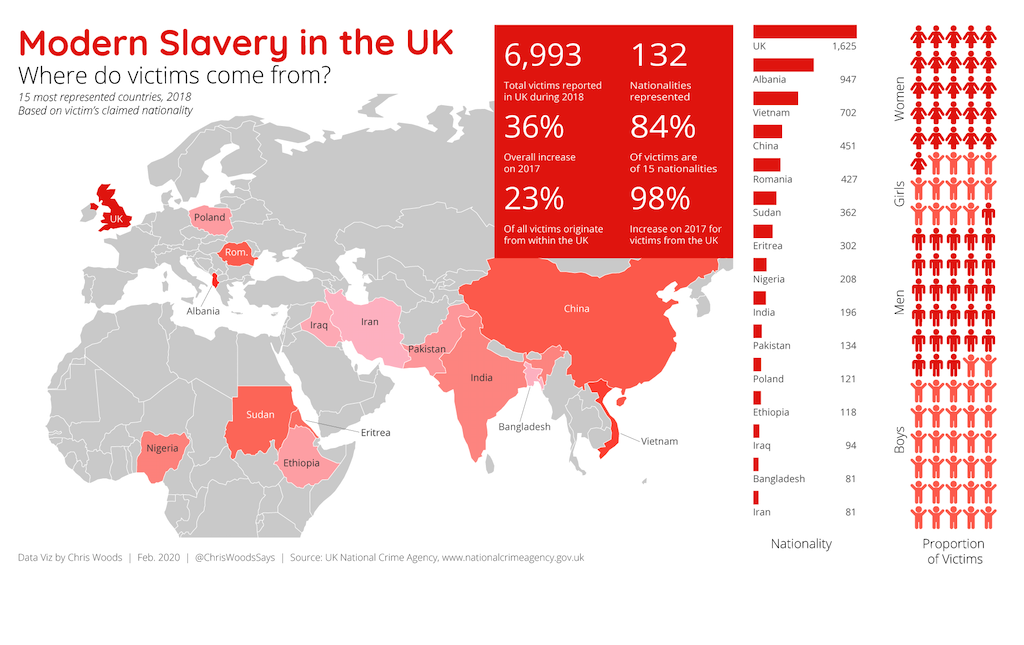 Modern Slavery in the UK
Where do victims come from?
15 most represented countries, 2018
Based on victim's claimed nationality
6,993
Total victims reported
in UK during 2018
132
Nationalities
represented
36%
Overall increase
on 2017
84%
Of victims are
of 15 nationalities
23%
Of all victims originate
from within the UK
98%
Increase on 2017 for
victims from the UK
UK
Poland
Rom.
Albania
Iraq
Iran
Pakistan
China
India
Bangladesh
Vietnam
Sudan
Eritrea
Ethiopia
Nigeria
UK 1,625
Albania 947
Vietnam 702
China 451
Romania 427
Sudan 362
Eritrea 302
Nigeria 208
India 196
Pakistan 134
Poland 121
Ethiopia 118
Iraq 94
Bangladesh 81
Iran 81
Nationality
Women
Girls
Men
Boys
Proportion
of Victims
Data Viz by Chris Woods | Feb. 2020 | @ChrisWoodsSays | Source: UK National Crime Agency, www.nationalcrimeagency.gov.uk